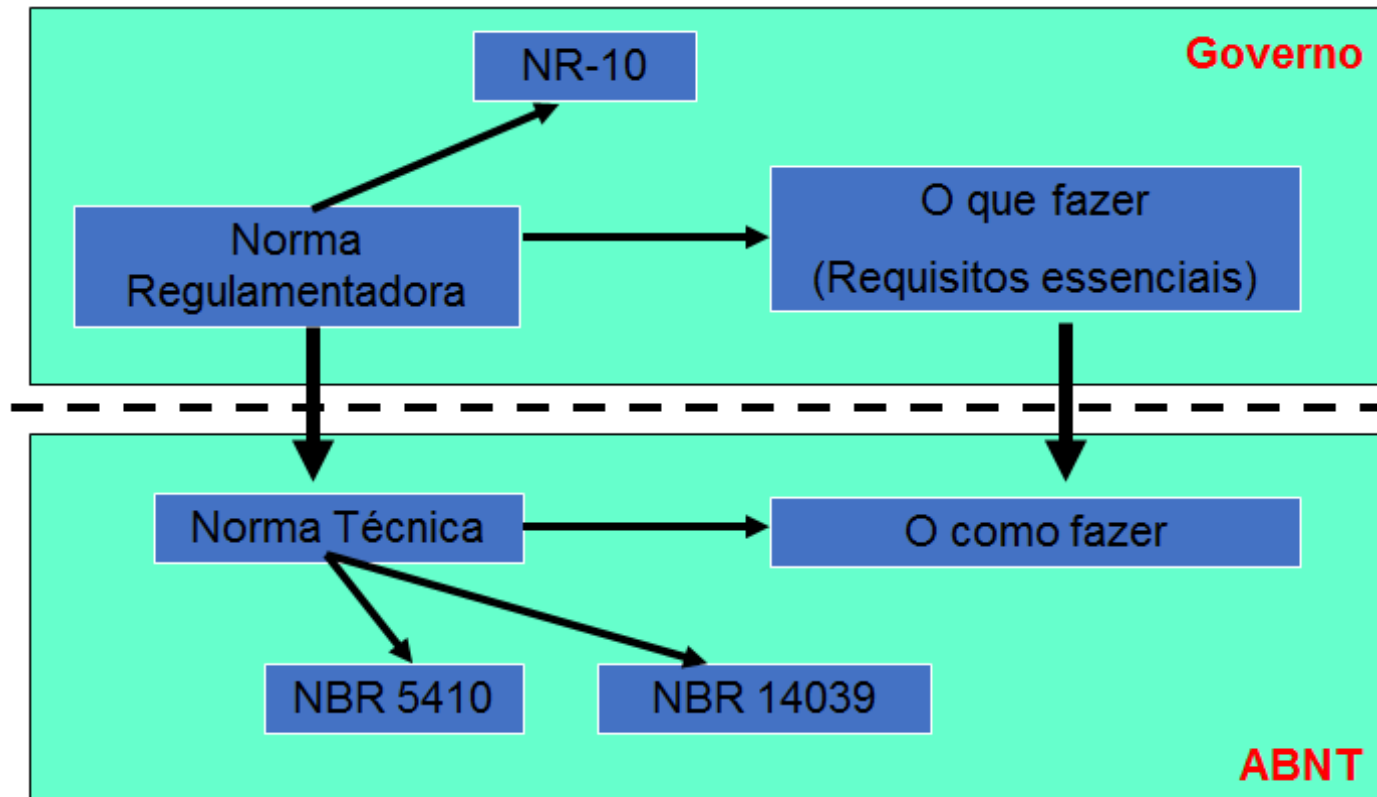 Governo
NR-10
Norma
Regulamentadora
O que fazer
(Requisitos essenciais)
Norma Técnica
O como fazer
NBR 5410
NBR 14039
ABNT